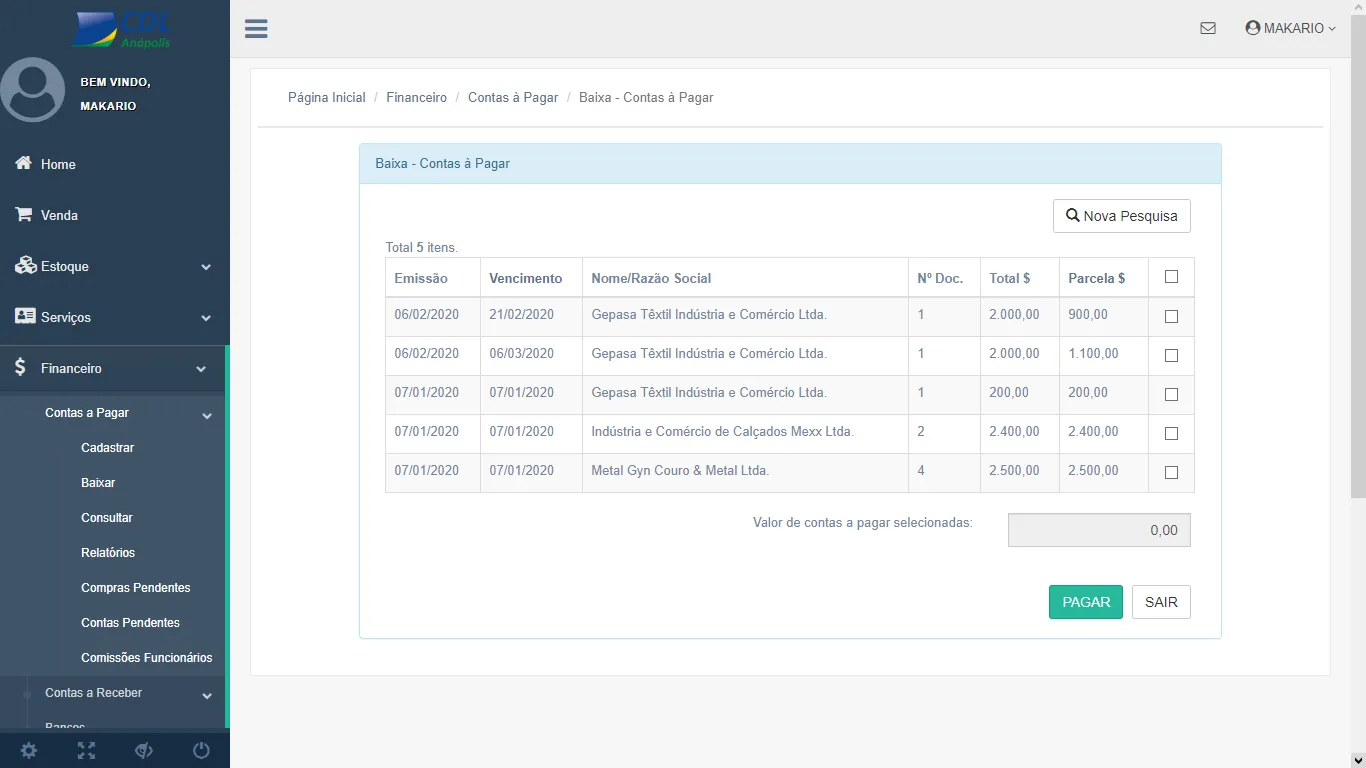 CDL
Anápolis
BEM VINDO,
MAKARIO
Home
Venda
Estoque
Serviços
Financeiro
Contas a Pagar
Cadastrar
Baixar
Consultar
Relatórios
Compras Pendentes
Contas Pendentes
Comissões Funcionários
Contas a Receber
Bancos
MAKARIO
Página Inicial / Financeiro / Contas à Pagar / Baixa - Contas à Pagar
Baixa - Contas à Pagar
Nova Pesquisa
Total 5 itens.
Emissão Vencimento Nome/Razão Social Nº Doc. Total $ Parcela $
06/02/2020 21/02/2020 Gepasa Têxtil Indústria e Comércio Ltda. 1 2.000,00 900,00
06/02/2020 06/03/2020 Gepasa Têxtil Indústria e Comércio Ltda. 1 2.000,00 1.100,00
07/01/2020 07/01/2020 Gepasa Têxtil Indústria e Comércio Ltda. 1 200,00 200,00
07/01/2020 07/01/2020 Indústria e Comércio de Calçados Mexx Ltda. 2 2.400,00 2.400,00
07/01/2020 07/01/2020 Metal Gyn Couro & Metal Ltda. 4 2.500,00 2.500,00
Valor de contas a pagar selecionadas: 0,00
PAGAR SAIR